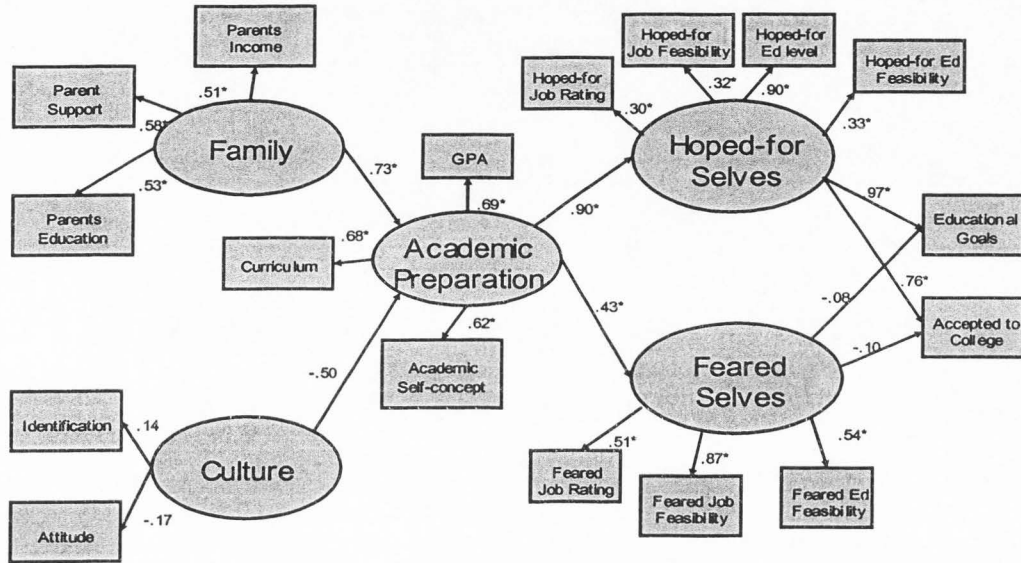 Parents
Income
Parent
Support
.51*
.58*
Family
.53*
Parents
Education
.73*
GPA
.69*
.68*
Curriculum
Academic
Preparation
.62*
Academic
Self-concept
-.50
Identification
.14
Culture
-.17
Attitude
Hoped-for
Job Feasibility
Hoped-for
Ed level
Hoped-for
Job Rating
Hoped-for Ed
Feasibility
.32*
.90*
.30*
.33*
Hoped-for
Selves
.90*
.97*
Educational
Goals
.76*
-.08
.43*
Accepted to
College
-.10
Feared
Selves
.51*
.87*
.54*
Feared
Job Rating
Feared Job
Feasibility
Feared Ed
Feasibility